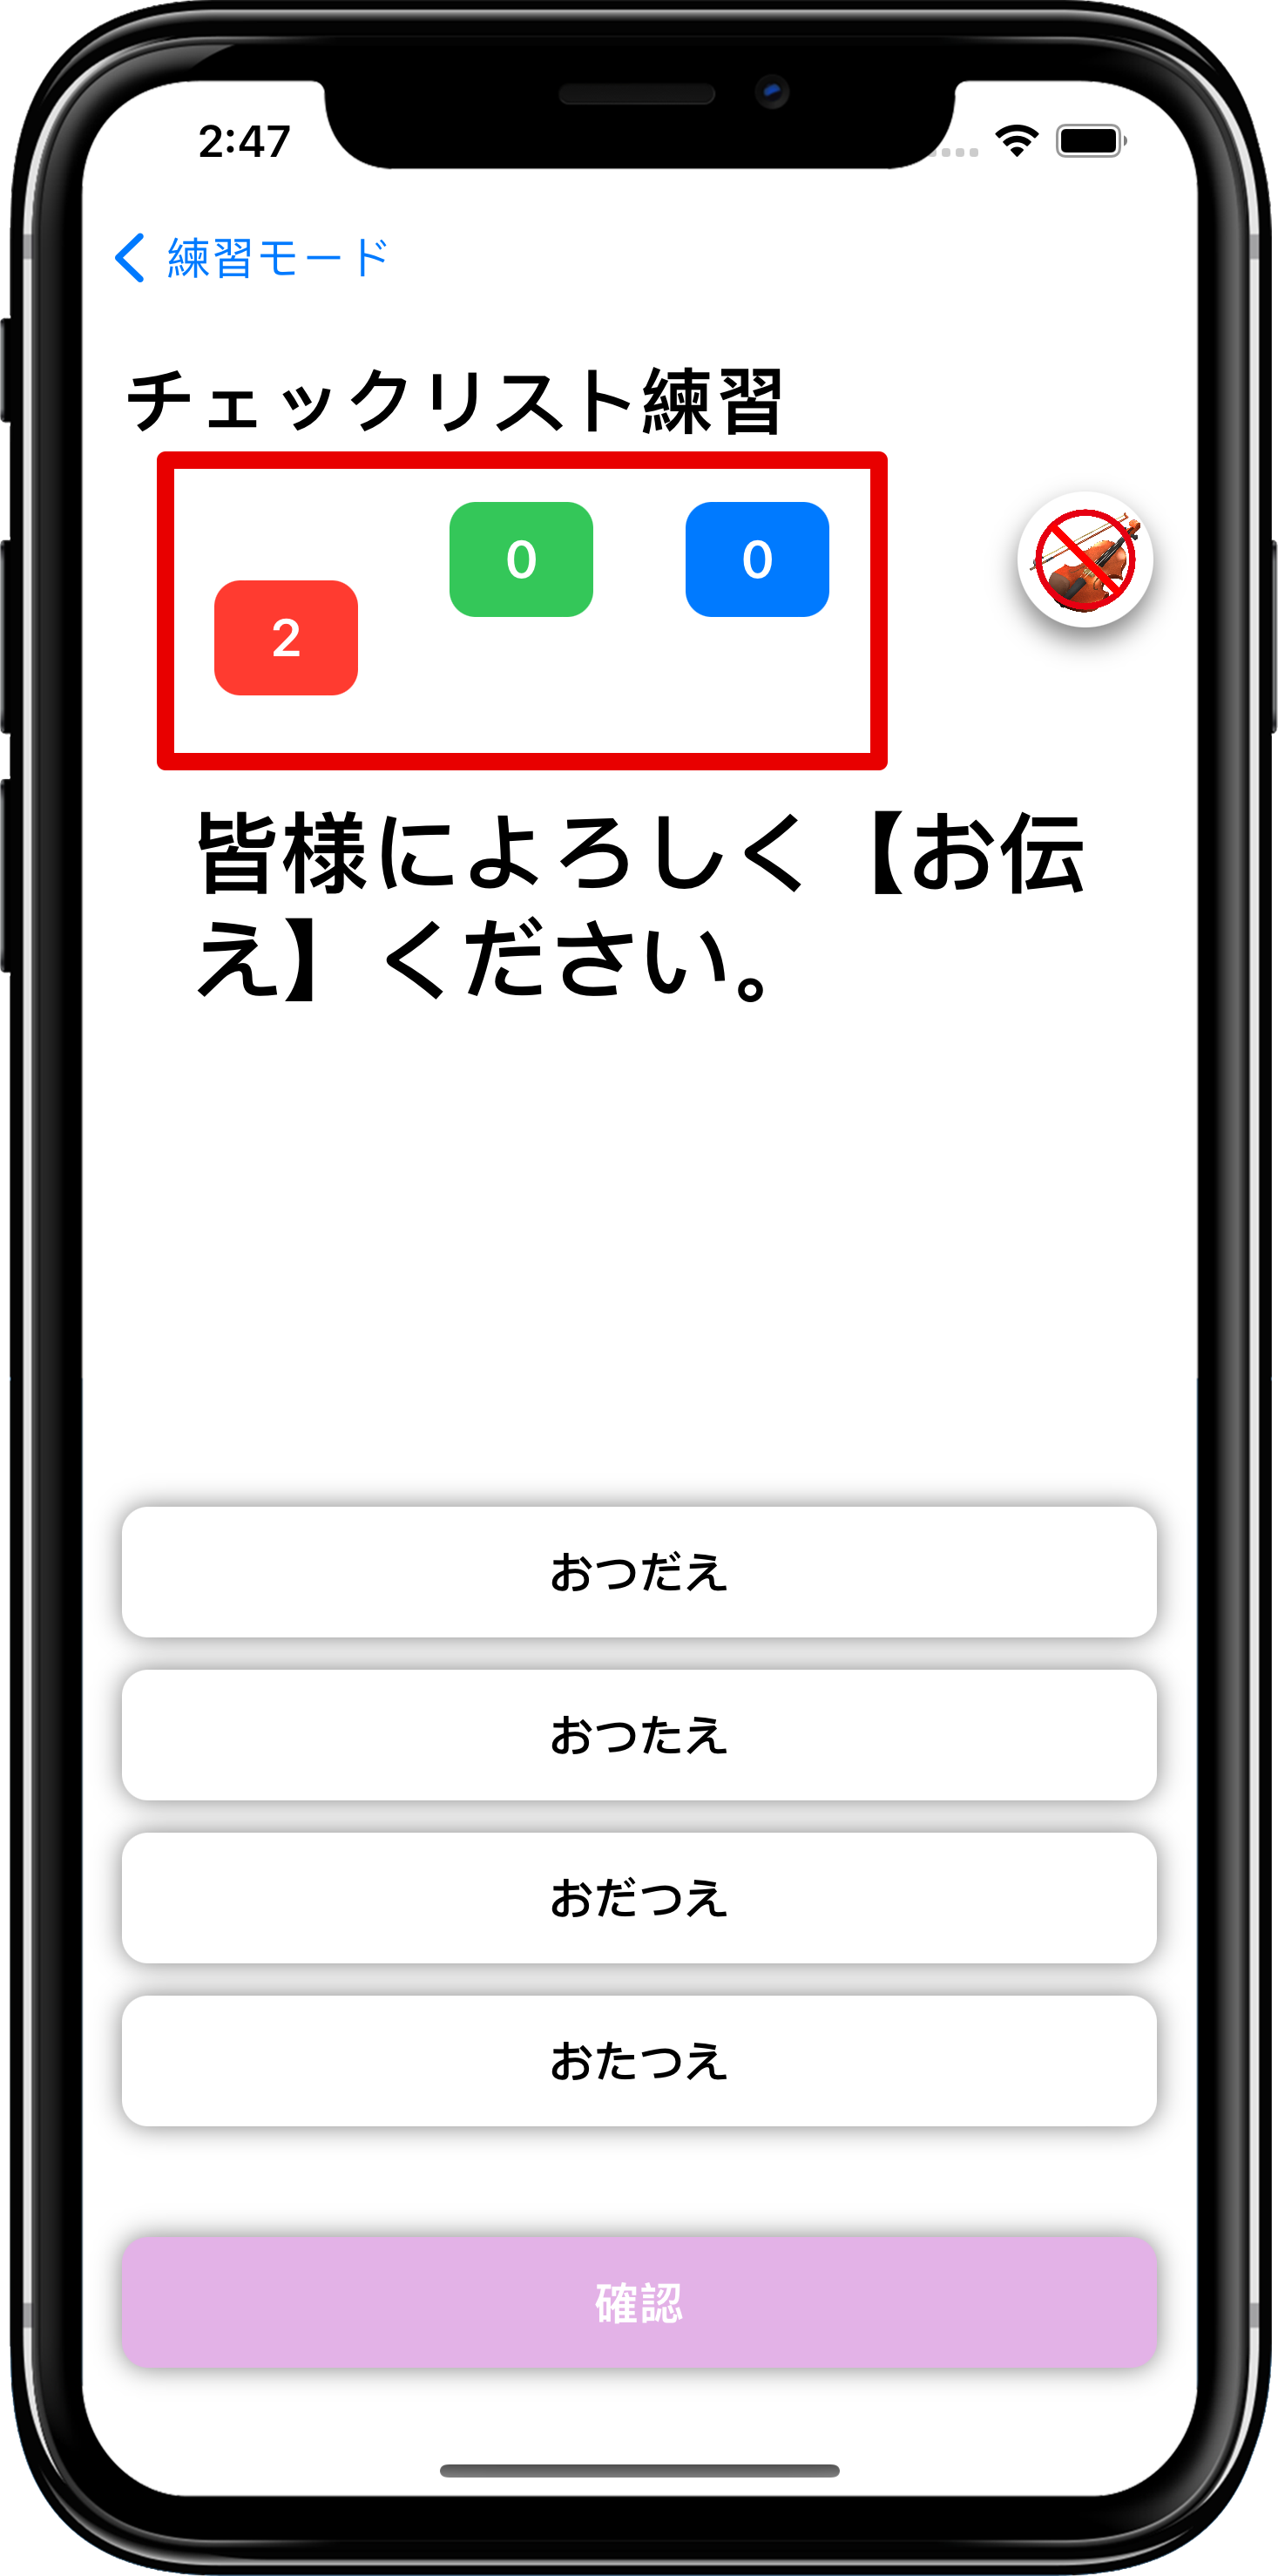 2:47
練習モード
チェックリスト練習
0
0
2
皆様によろしく【お伝
え】ください。
おつだえ
おつたえ
おだつえ
おたつえ
確認